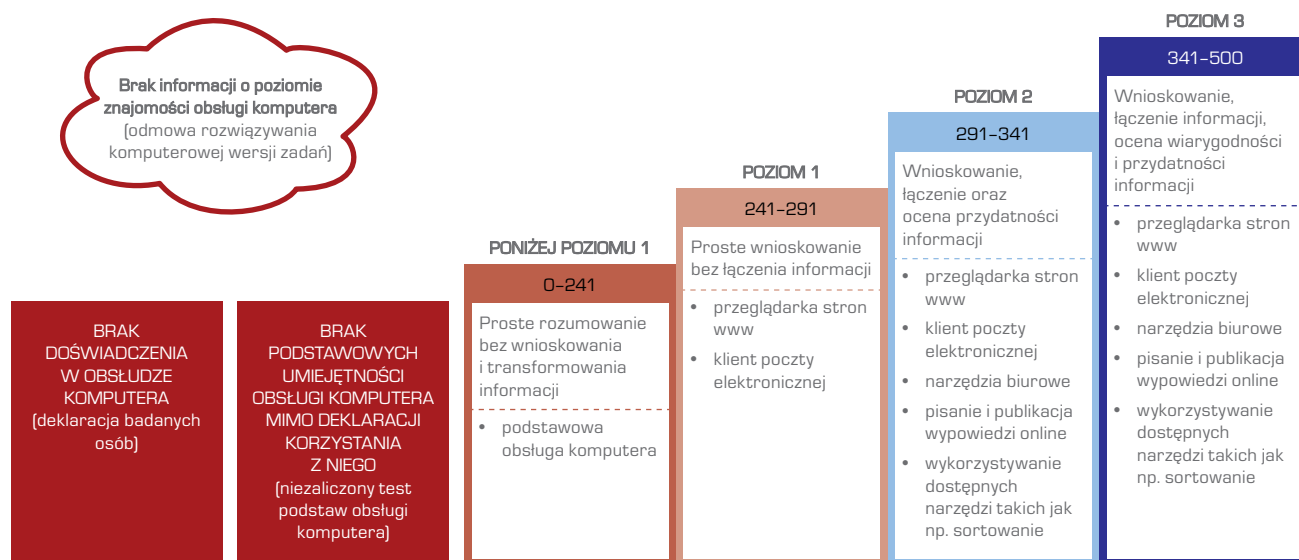 Brak informacji o poziomie
znajomości obsługi komputera
(odmowa rozwiązywania
komputerowej wersji zadań)
BRAK
DOŚWIADCZENIA
W OBSŁUDZE
KOMPUTERA
(deklaracja badanych
osób)
BRAK
PODSTAWOWYCH
UMIEJĘTNOŚCI
OBSŁUGI KOMPUTERA
MIMO DEKLARACJI
KORZYSTANIA
Z NIEGO
(niezaliczony test
podstaw obsługi
komputera)
PONIŻEJ POZIOMU 1
0–241
Proste rozumowanie
bez wnioskowania
i transformowania
informacji
• podstawowa
obsługa komputera
POZIOM 1
241–291
Proste wnioskowanie
bez łączenia informacji
• przeglądarka stron
www
• klient poczty
elektronicznej
POZIOM 2
291–341
Wnioskowanie,
łączenie oraz
ocena przydatności
informacji
• przeglądarka stron
www
• klient poczty
elektronicznej
• narzędzia biurowe
• pisanie i publikacja
wypowiedzi online
• wykorzystywanie
dostępnych
narzędzi takich jak
np. sortowanie
POZIOM 3
341–500
Wnioskowanie,
łączenie informacji,
ocena wiarygodności
i przydatności
informacji
• przeglądarka stron
www
• klient poczty
elektronicznej
• narzędzia biurowe
• pisanie i publikacja
wypowiedzi online
• wykorzystywanie
dostępnych
narzędzi takich jak
np. sortowanie